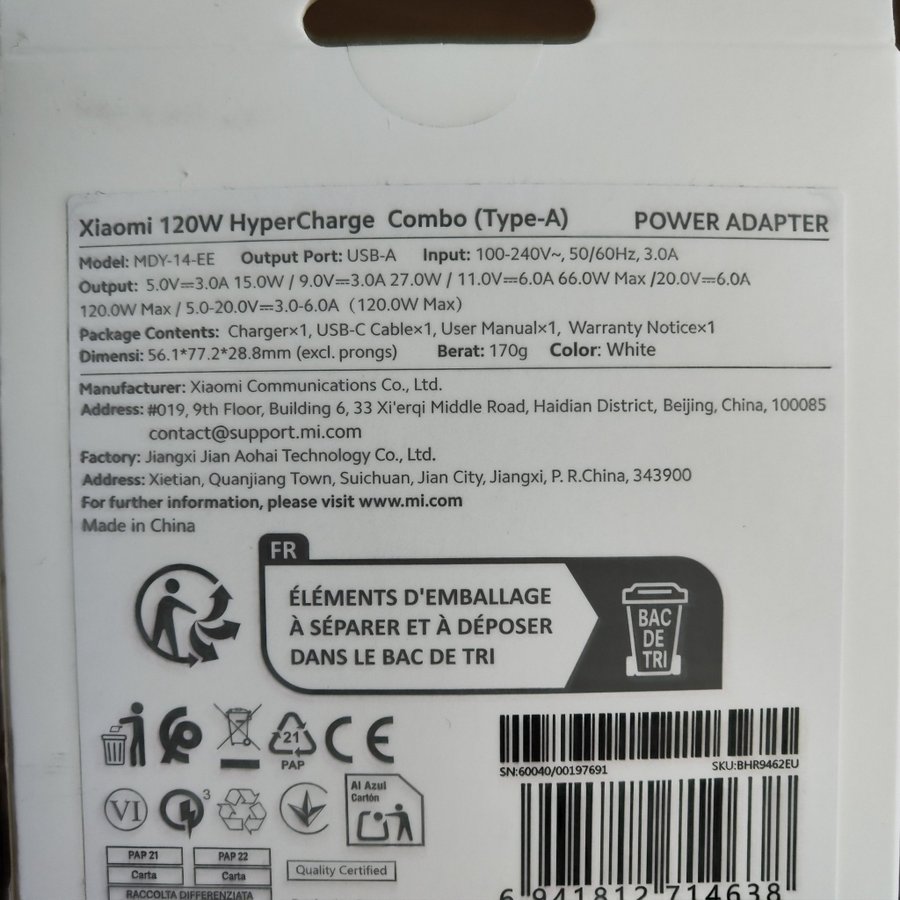 Xiaomi 120W HyperCharge Combo (Type-A) POWER ADAPTER
Model: MDY-14-EE Output Port: USB-A Input: 100-240V~, 50/60Hz, 3.0A
Output: 5.0V⎓3.0A 15.0W / 9.0V⎓3.0A 27.0W / 11.0V⎓6.0A 66.0W Max /20.0V⎓6.0A
120.0W Max / 5.0-20.0V⎓3.0-6.0A (120.0W Max)
Package Contents: Charger×1, USB-C Cable×1, User Manual×1, Warranty Notice×1
Dimensi: 56.1*77.2*28.8mm (excl. prongs) Berat: 170g Color: White
Manufacturer: Xiaomi Communications Co., Ltd.
Address: #019, 9th Floor, Building 6, 33 Xi'erqi Middle Road, Haidian District, Beijing, China, 100085
contact@support.mi.com
Factory: Jiangxi Jian Aohai Technology Co., Ltd.
Address: Xietian, Quanjiang Town, Suichuan, Jian City, Jiangxi, P. R.China, 343900
For further information, please visit www.mi.com
Made in China
FR
ÉLÉMENTS D'EMBALLAGE
À SÉPARER ET À DÉPOSER
DANS LE BAC DE TRI
BAC
DE
TRI
21
PAP
CE
SN:60040/00197691 SKU:BHR9462EU
VI
3
Al Azul
Cartón
PAP 21 PAP 22
Carta Carta
RACCOLTA DIFFERENZIATA
Quality Certified
6 941812 714638